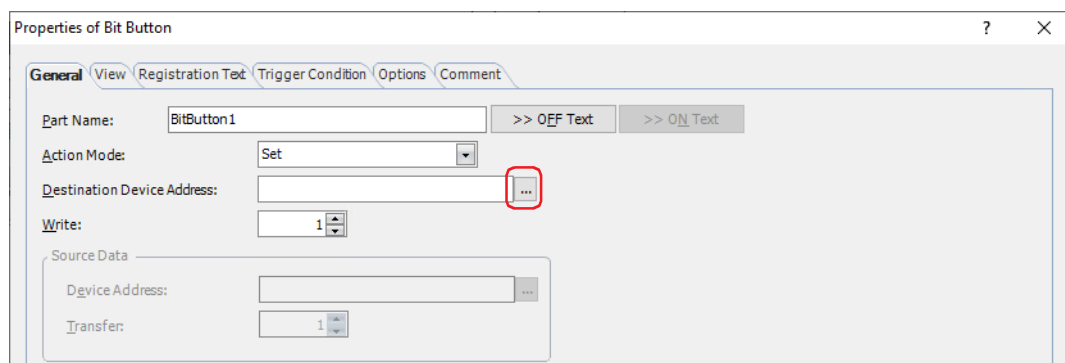 Properties of Bit Button ?
General View Registration Text Trigger Condition Options Comment
Part Name: BitButton1 >> OFF Text >> ON Text
Action Mode: Set
Destination Device Address: ...
Write: 1
Source Data
Device Address: ...
Transfer: 1